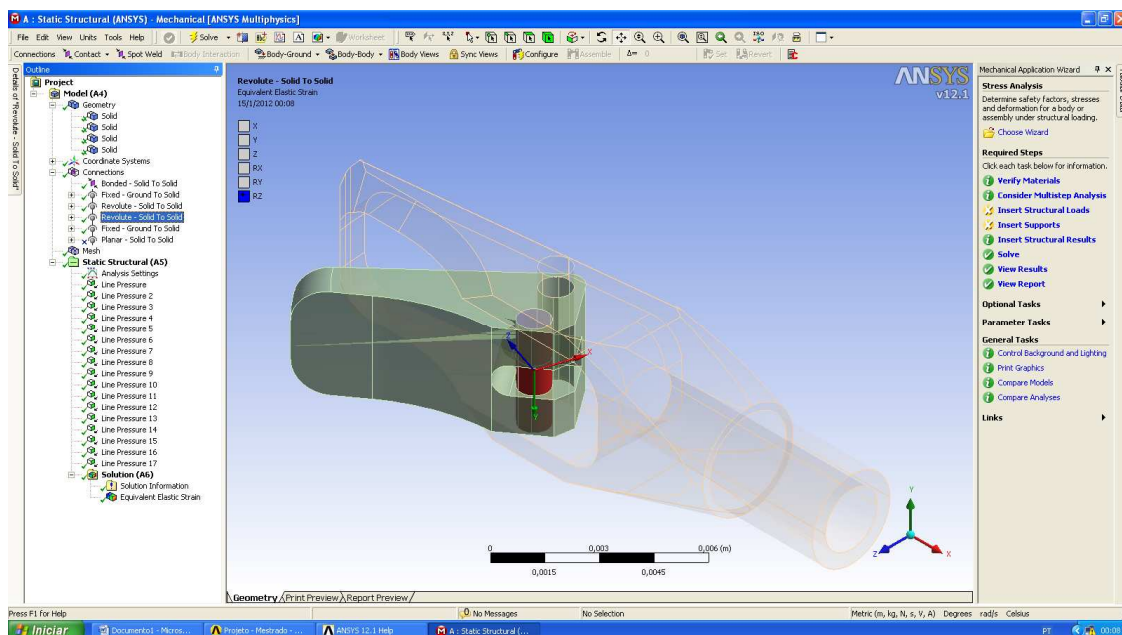 A : Static Structural (ANSYS) - Mechanical [ANSYS Multiphysics]
File Edit View Units Tools Help Solve Worksheet
Connections Contact Spot Weld Body Interaction Body-Ground Body-Body Body Views Sync Views Configure Assemble Δ= 0 Set Revert
Details of "Revolute - Solid To Solid"
Outline
Project
Model (A4)
Geometry
Solid
Solid
Solid
Solid
Coordinate Systems
Connections
Bonded - Solid To Solid
Fixed - Ground To Solid
Revolute - Solid To Solid
Revolute - Solid To Solid
Fixed - Ground To Solid
Planar - Solid To Solid
Mesh
Static Structural (A5)
Analysis Settings
Line Pressure
Line Pressure 2
Line Pressure 3
Line Pressure 4
Line Pressure 5
Line Pressure 6
Line Pressure 7
Line Pressure 8
Line Pressure 9
Line Pressure 10
Line Pressure 11
Line Pressure 12
Line Pressure 13
Line Pressure 14
Line Pressure 15
Line Pressure 16
Line Pressure 17
Solution (A6)
Solution Information
Equivalent Elastic Strain
Revolute - Solid To Solid
Equivalent Elastic Strain
15/1/2012 00:08
X
Y
Z
RX
RY
RZ
ANSYS
v12.1
Z
X
Y
Y
Z
X
0 0,003 0,006 (m)
0,0015 0,0045
Geometry Print Preview Report Preview
Mechanical Application Wizard
Stress Analysis
Determine safety factors, stresses
and deformation for a body or
assembly under structural loading.
Choose Wizard
Required Steps
Click each task below for information.
Verify Materials
Consider Multistep Analysis
Insert Structural Loads
Insert Supports
Insert Structural Results
Solve
View Results
View Report
Optional Tasks
Parameter Tasks
General Tasks
Control Background and Lighting
Print Graphics
Compare Models
Compare Analyses
Links
Press F1 for Help No Messages No Selection Metric (m, kg, N, s, V, A) Degrees rad/s Celsius
Iniciar Documento1 - Micros... Projeto - Mestrado - ... ANSYS 12.1 Help A : Static Structural (... PT 00:08